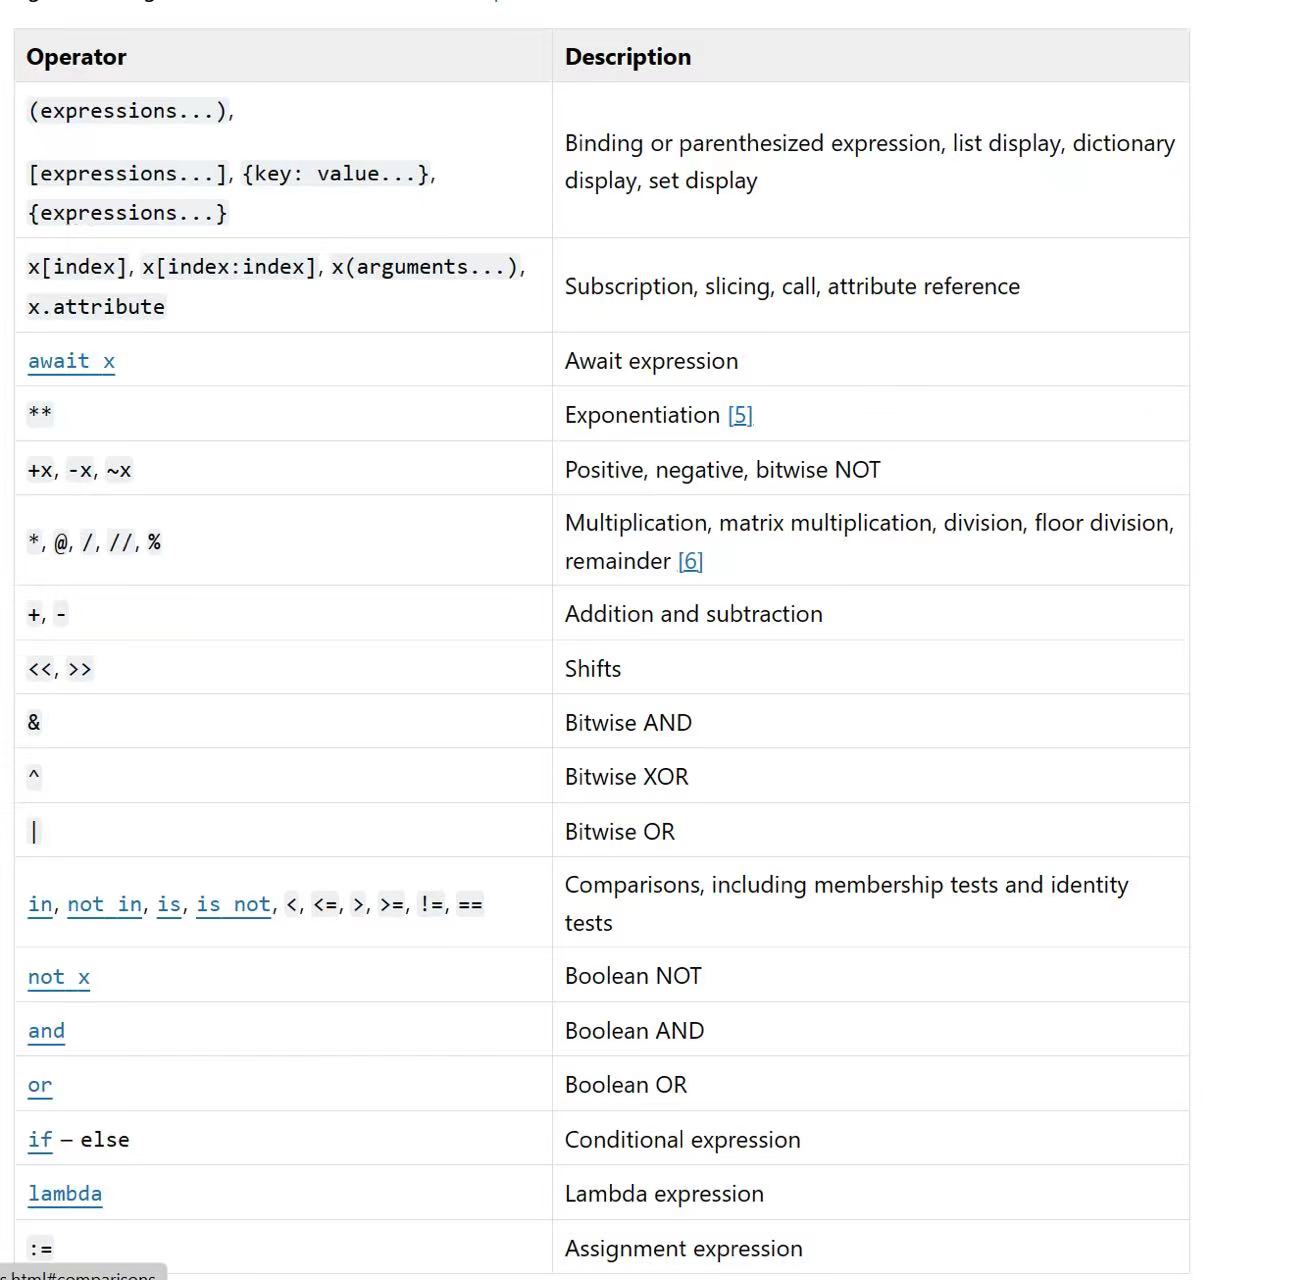 Operator Description
(expressions...),
[expressions...], {key: value...},
{expressions...}
Binding or parenthesized expression, list display, dictionary
display, set display
x[index], x[index:index], x(arguments...),
x.attribute
Subscription, slicing, call, attribute reference
await x Await expression
** Exponentiation [5]
+x, -x, ~x Positive, negative, bitwise NOT
*, @, /, //, %
Multiplication, matrix multiplication, division, floor division,
remainder [6]
+, - Addition and subtraction
<<, >> Shifts
& Bitwise AND
^ Bitwise XOR
| Bitwise OR
in, not in, is, is not, <, <=, >, >=, !=, ==
Comparisons, including membership tests and identity
tests
not x Boolean NOT
and Boolean AND
or Boolean OR
if – else Conditional expression
lambda Lambda expression
:= Assignment expression
s.html#comparisons